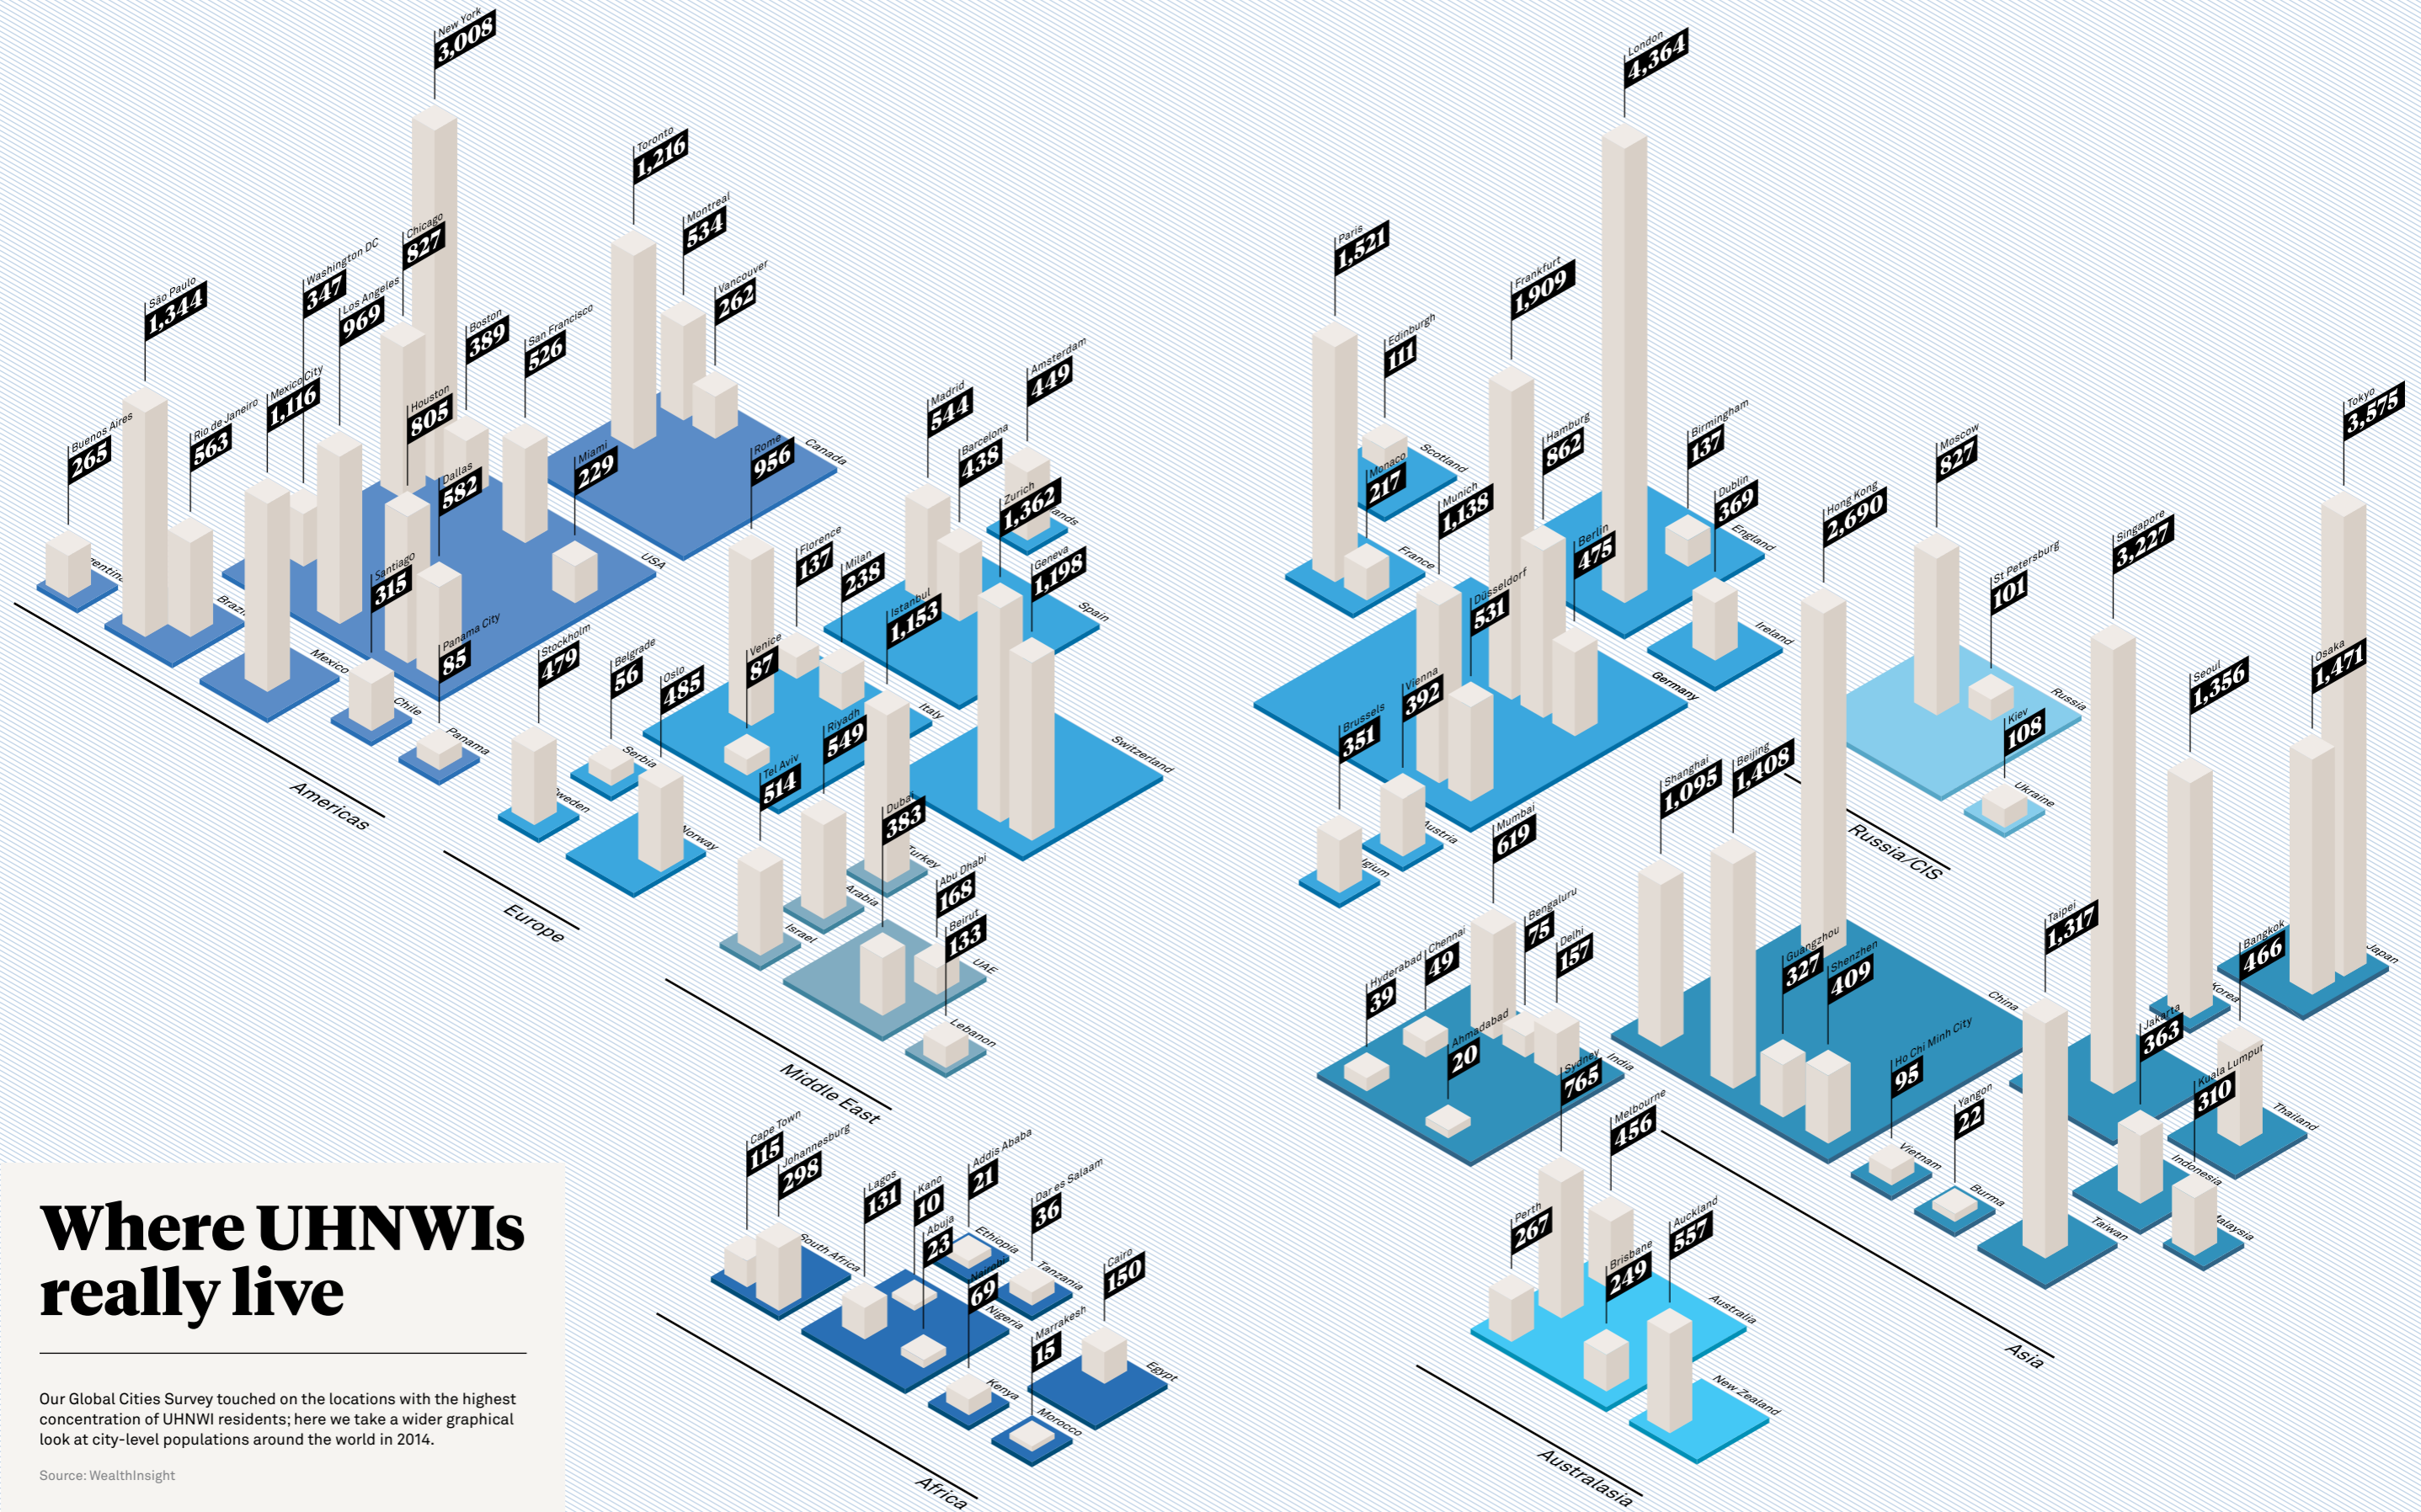 New York
3,008
Toronto
1,216
Montreal
534
Vancouver
262
Canada
Chicago
827
Washington DC
347
Los Angeles
969
Boston
389
San Francisco
526
Houston
805
Dallas
582
Miami
229
USA
São Paulo
1,344
Rio de Janeiro
563
Buenos Aires
265
Mexico City
1,116
Mexico
Santiago
315
Chile
Panama City
85
Panama
Americas
Stockholm
479
Belgrade
56
Serbia
Oslo
485
Rome
956
Florence
137
Milan
238
Venice
87
Italy
Madrid
544
Barcelona
438
Spain
Amsterdam
449
Zurich
1,362
Geneva
1,198
Switzerland
Europe
Istanbul
1,153
Turkey
Riyadh
549
Arabia
Tel Aviv
514
Israel
Dubai
383
Abu Dhabi
168
UAE
Beirut
133
Lebanon
Middle East
Cape Town
115
Johannesburg
298
South Africa
Lagos
131
Kano
10
Abuja
23
Nigeria
Addis Ababa
21
Ethiopia
Dar es Salaam
36
Tanzania
Nairobi
69
Kenya
Marrakesh
15
Morocco
Cairo
150
Egypt
Africa
London
4,364
Birmingham
137
England
Paris
1,521
Monaco
217
France
Edinburgh
111
Scotland
Frankfurt
1,909
Hamburg
862
Munich
1,138
Berlin
475
Düsseldorf
531
Germany
Dublin
369
Ireland
Vienna
392
Austria
Brussels
351
Moscow
827
St Petersburg
101
Russia
Kiev
108
Ukraine
Russia/CIS
Hong Kong
2,690
Shanghai
1,095
Beijing
1,408
Guangzhou
327
Shenzhen
409
China
Mumbai
619
Bengaluru
75
Delhi
157
Chennai
49
Hyderabad
39
Ahmadabad
20
India
Tokyo
3,575
Osaka
1,471
Japan
Singapore
3,227
Seoul
1,356
Korea
Taipei
1,317
Taiwan
Bangkok
466
Thailand
Jakarta
363
Indonesia
Kuala Lumpur
310
Ho Chi Minh City
95
Vietnam
Yangon
22
Burma
Asia
Sydney
765
Melbourne
456
Perth
267
Brisbane
249
Australia
Auckland
557
New Zealand
Australasia
Where UHNWIs
really live
Our Global Cities Survey touched on the locations with the highest
concentration of UHNWI residents; here we take a wider graphical
look at city-level populations around the world in 2014.
Source: WealthInsight